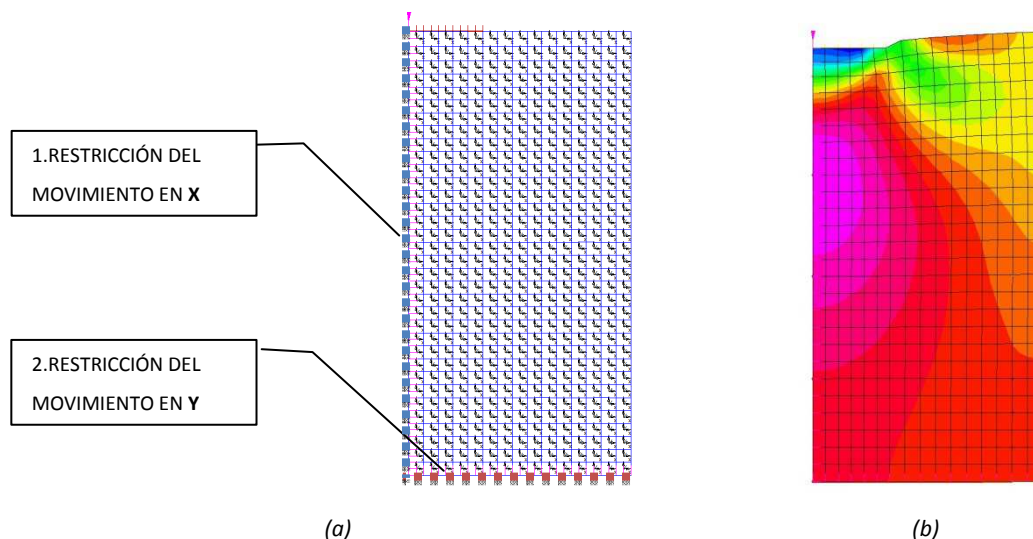 1.RESTRICCIÓN DEL
MOVIMIENTO EN X
2.RESTRICCIÓN DEL
MOVIMIENTO EN Y
(a)
(b)